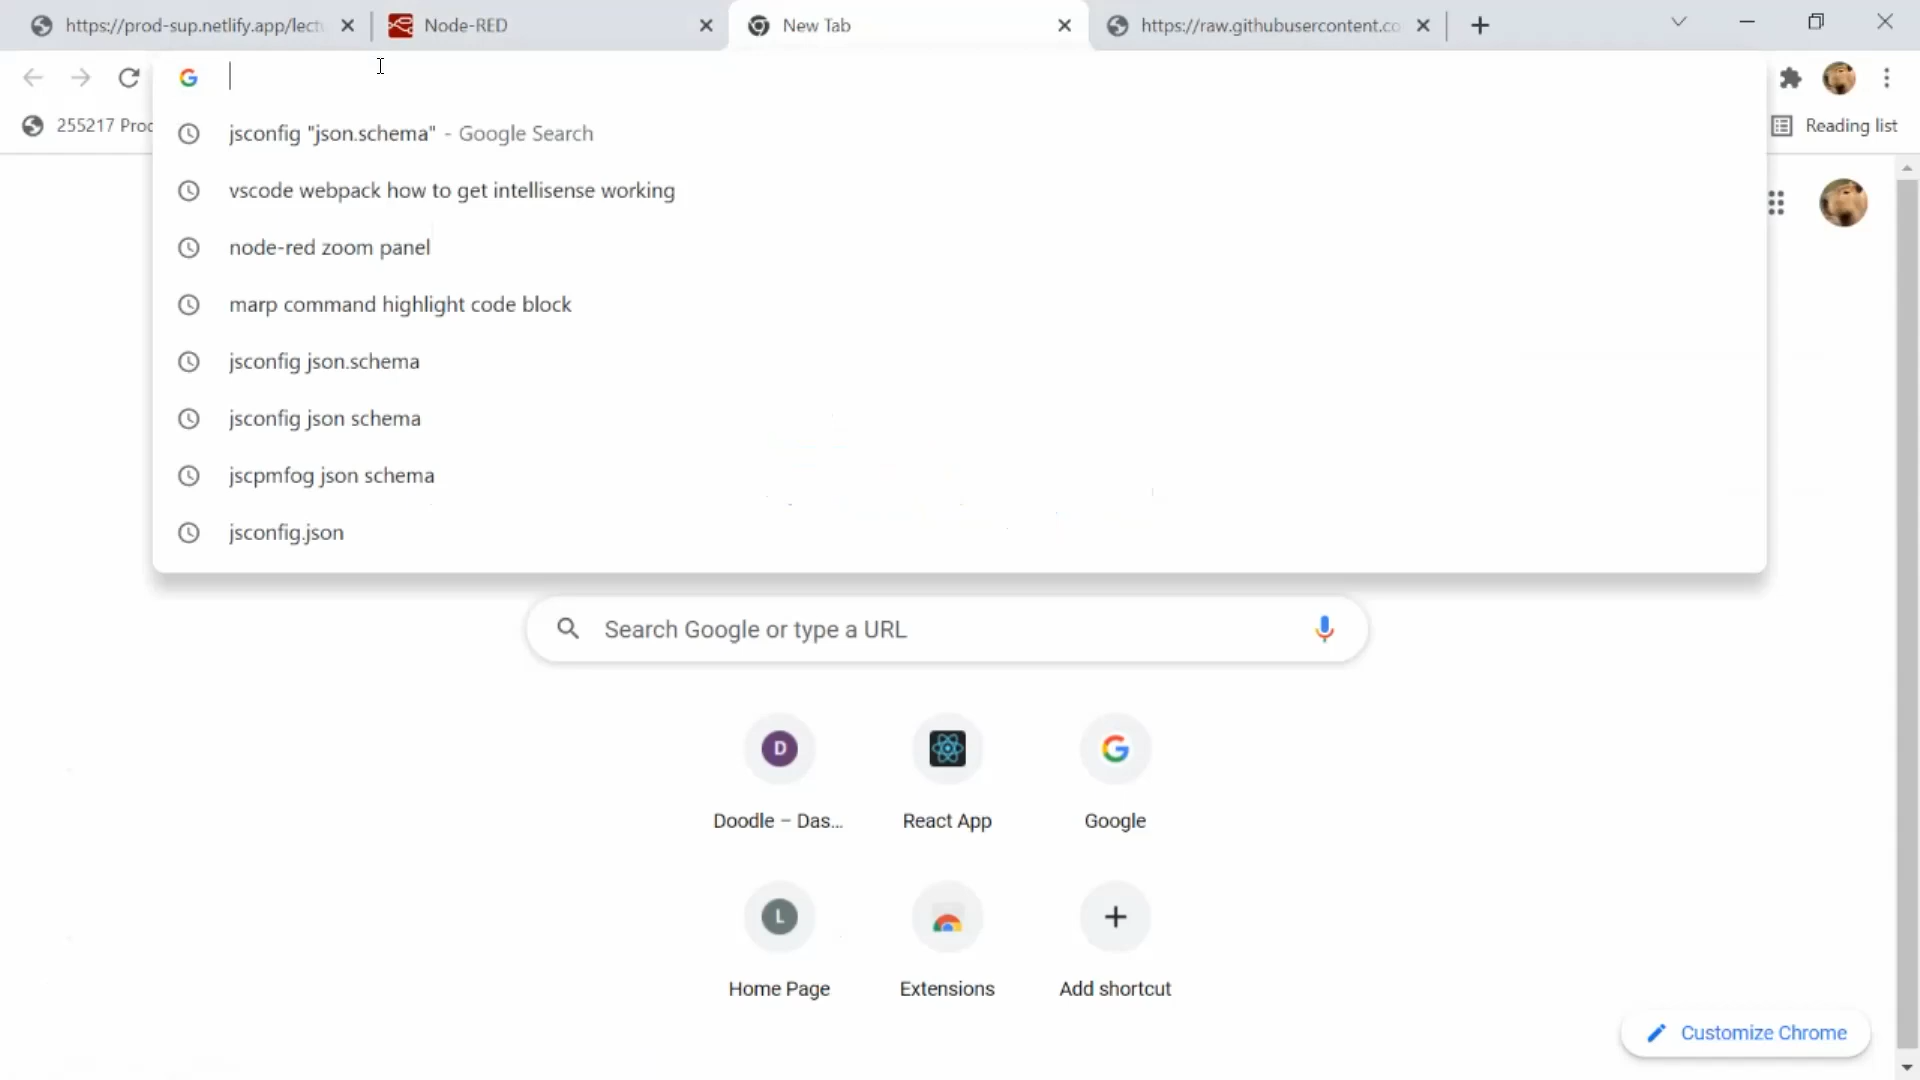 https://prod-sup.netlify.app/lect
Node-RED
New Tab
https://raw.githubusercontent.co
G
255217 Prod
Reading list
jsconfig "json.schema" - Google Search
vscode webpack how to get intellisense working
node-red zoom panel
marp command highlight code block
jsconfig json.schema
jsconfig json schema
jscpmfog json schema
jsconfig.json
Search Google or type a URL
D
G
Doodle – Das...
React App
Google
L
Home Page
Extensions
Add shortcut
Customize Chrome